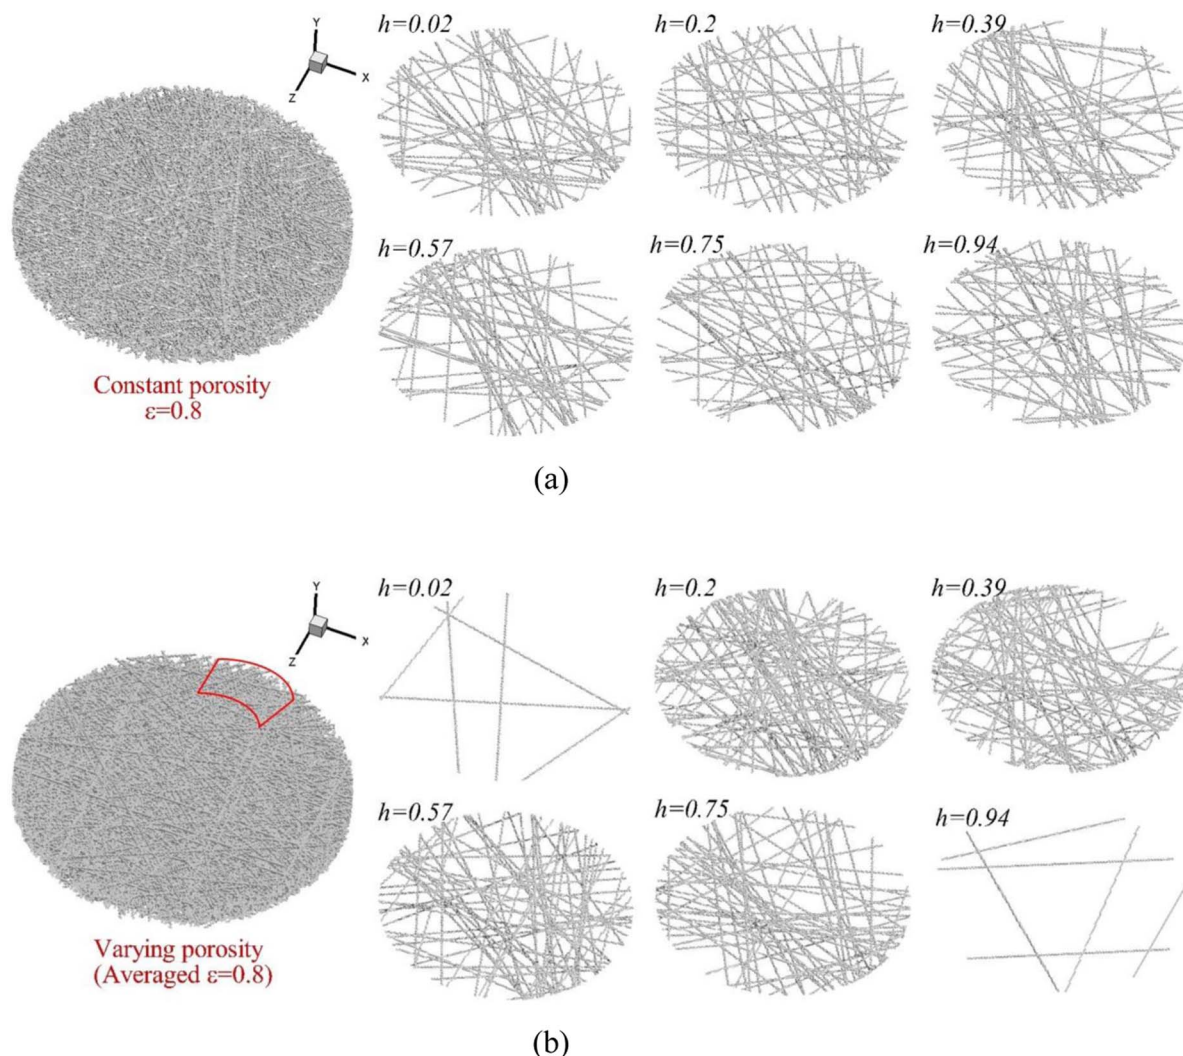 Y
X
Z
h=0.02
h=0.2
h=0.39
h=0.57
h=0.75
h=0.94
Constant porosity
ε=0.8
(a)
Y
X
Z
h=0.02
h=0.2
h=0.39
h=0.57
h=0.75
h=0.94
Varying porosity
(Averaged ε=0.8)
(b)